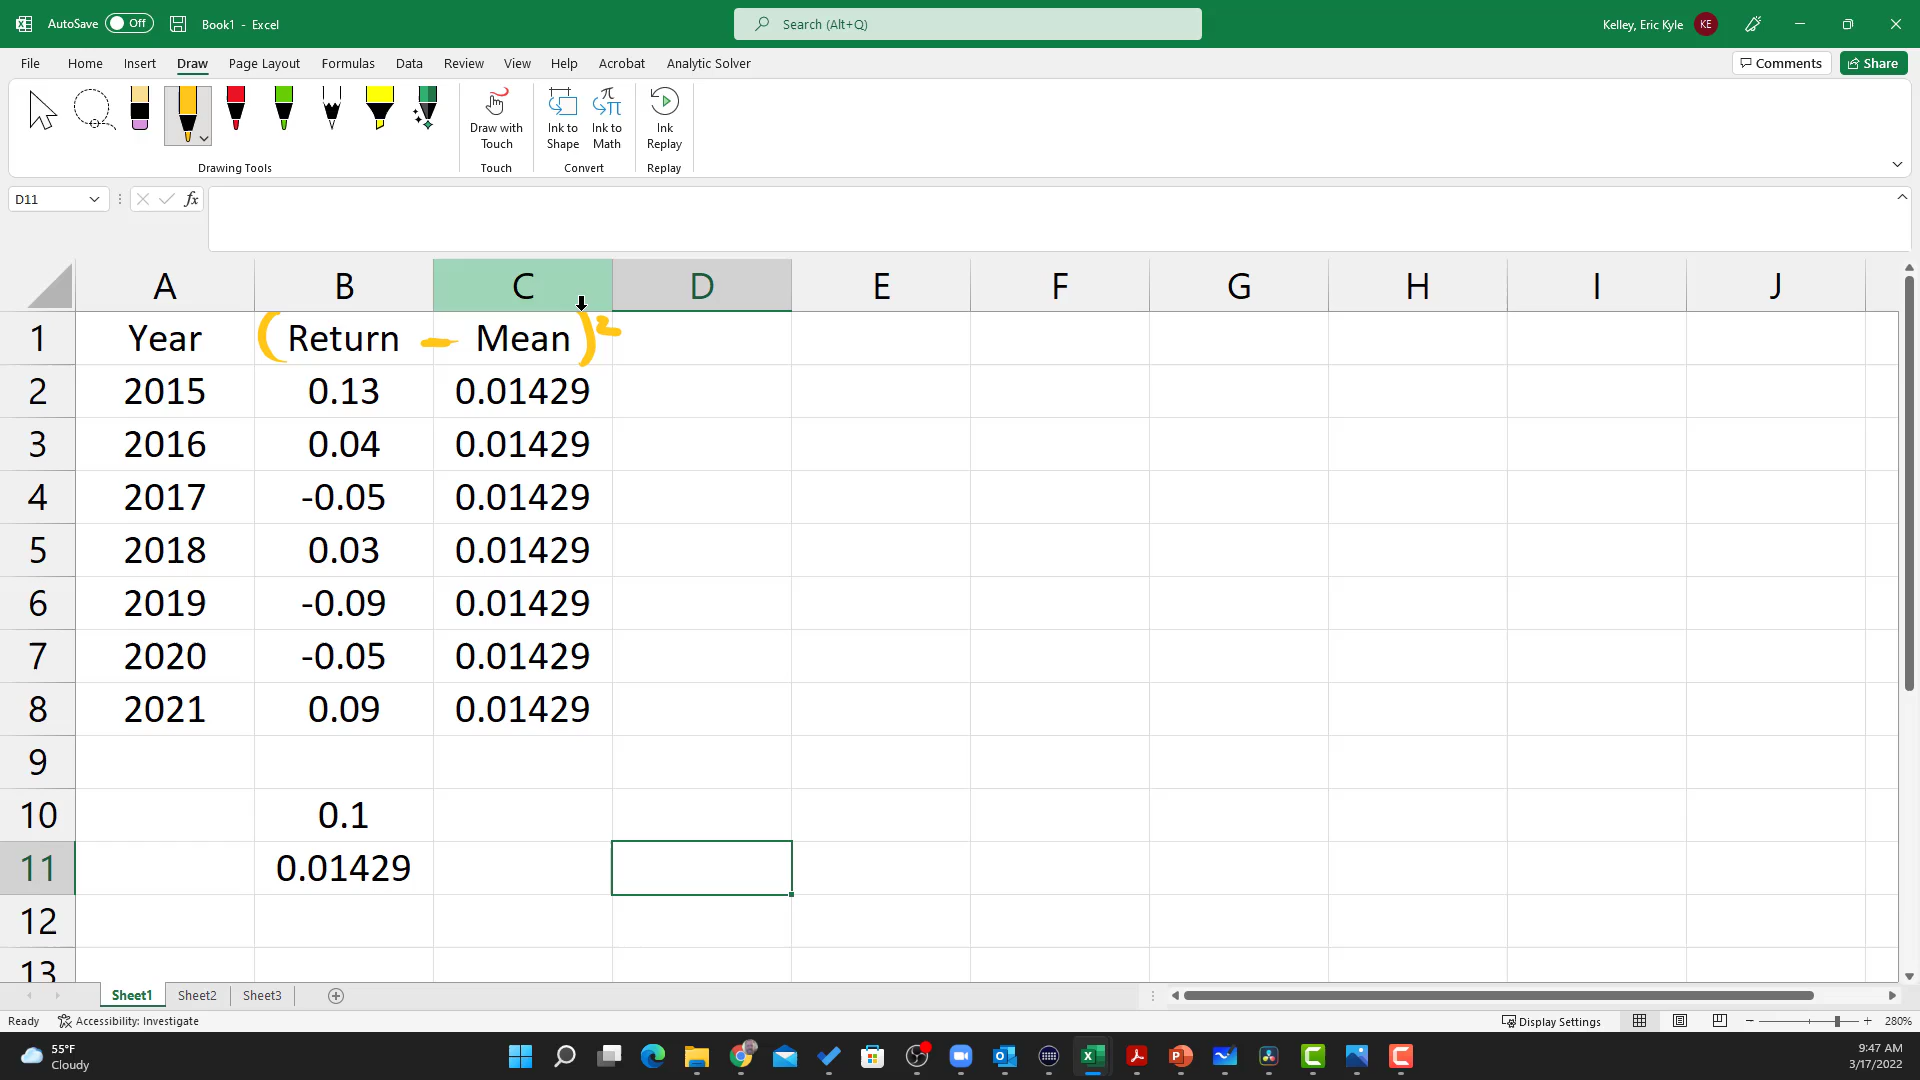 AutoSave Off Book1 - Excel Search (Alt+Q) Kelley, Eric Kyle KE
File Home Insert Draw Page Layout Formulas Data Review View Help Acrobat Analytic Solver Comments Share
Draw with Touch Ink to Shape Ink to Math Ink Replay
Drawing Tools Touch Convert Replay
D11 fx
A B C D E F G H I J
1 Year (Return - Mean)²
2 2015 0.13 0.01429
3 2016 0.04 0.01429
4 2017 -0.05 0.01429
5 2018 0.03 0.01429
6 2019 -0.09 0.01429
7 2020 -0.05 0.01429
8 2021 0.09 0.01429
9
10 0.1
11 0.01429
12
13
Sheet1 Sheet2 Sheet3
Ready Accessibility: Investigate Display Settings 280%
55°F 9:47 AM
Cloudy 3/17/2022